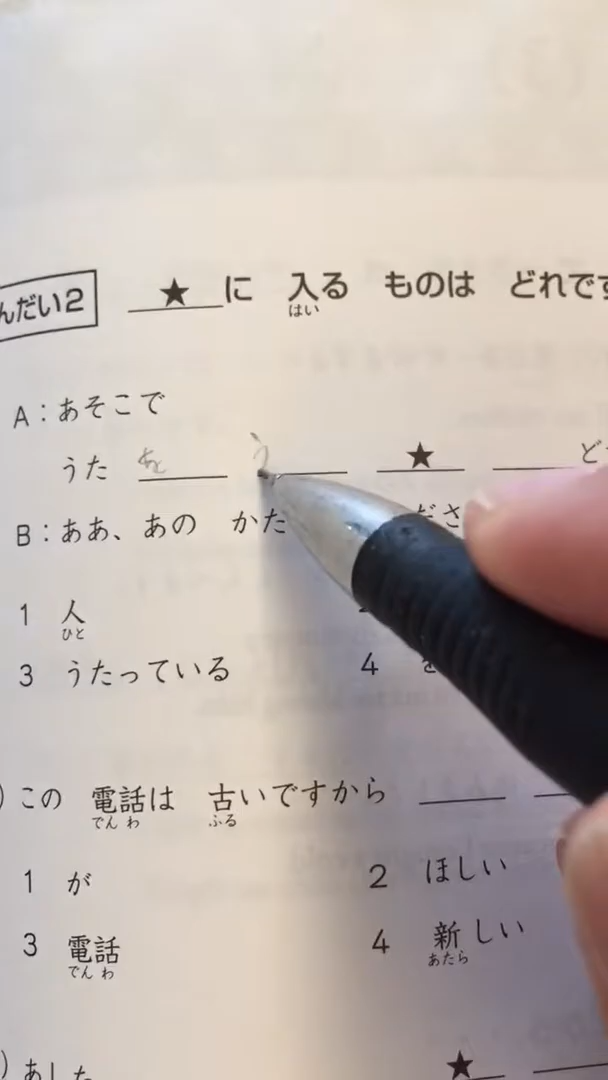 んだい2 ★に 入る ものは どれです
はい
A：あそこで
うた を う ★ ど
B：ああ、あの かた ださ
1 人
ひと
3 うたっている 4 を
この 電話は 古いですから
でん わ ふる
1 が 2 ほしい
3 電話 4 新しい
でん わ あたら
あした ★